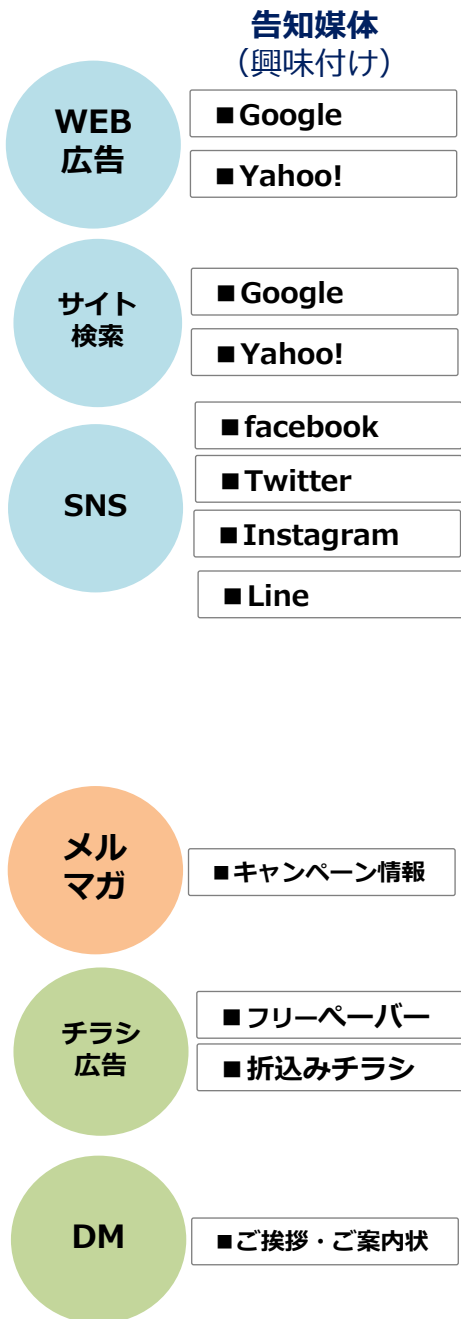 告知媒体
（興味付け）
WEB
広告
■Google
■Yahoo!
サイト
検索
■Google
■Yahoo!
SNS
■facebook
■Twitter
■Instagram
■Line
メル
マガ
■キャンペーン情報
チラシ
広告
■フリーペーバー
■折込みチラシ
DM
■ご挨拶・ご案内状